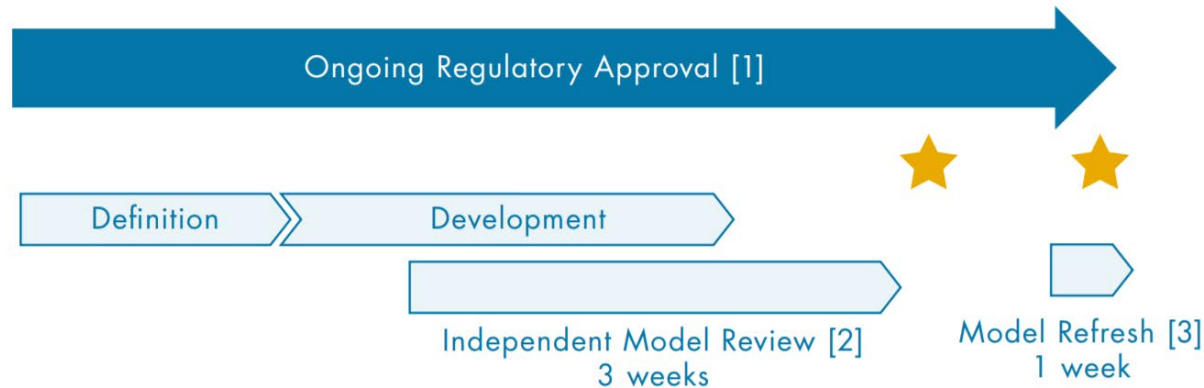 Ongoing Regulatory Approval [1]
Definition
Development
Independent Model Review [2]
3 weeks
Model Refresh [3]
1 week